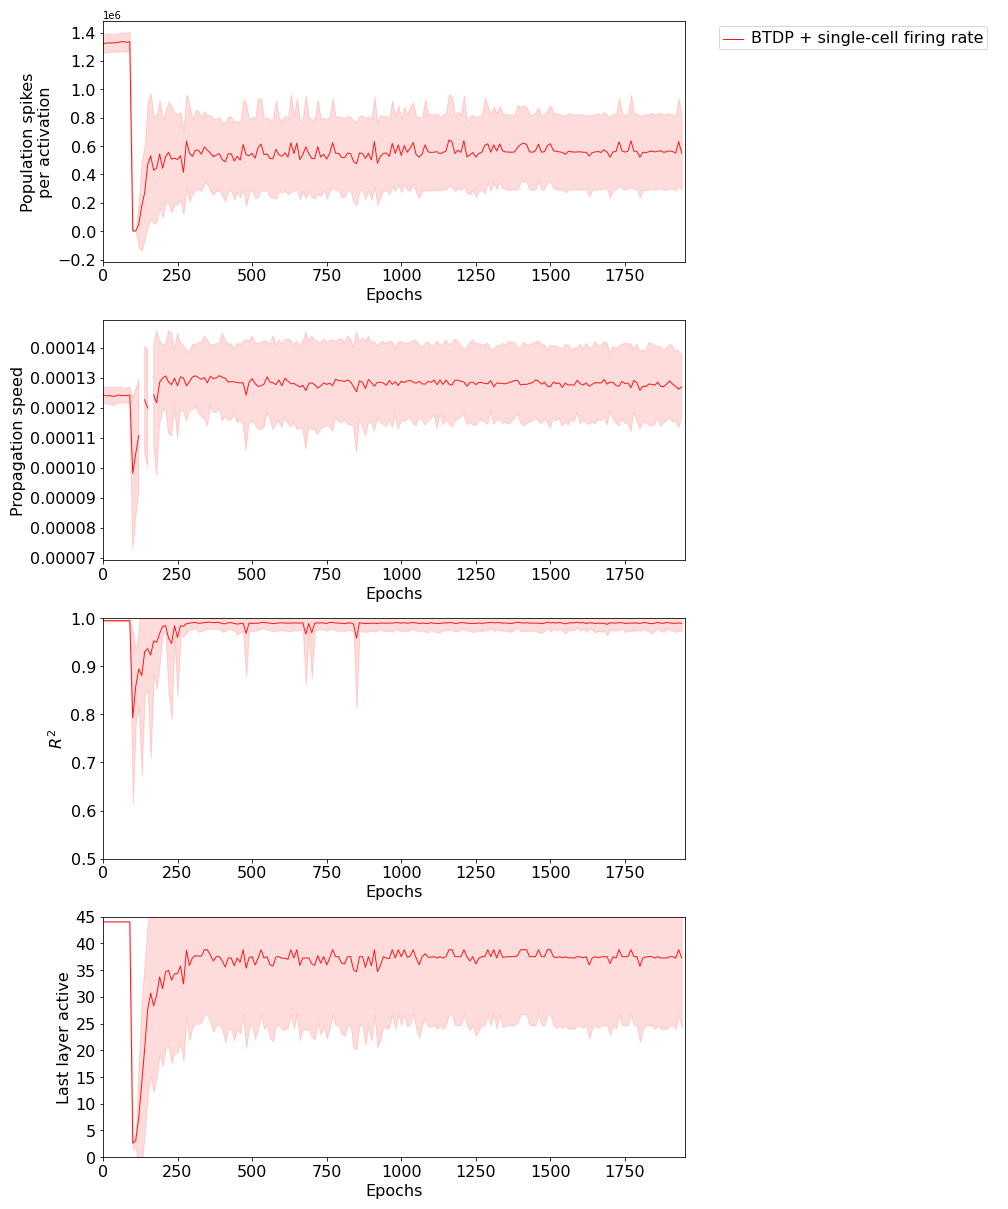 1e6
BTDP + single-cell firing rate
Population spikes
per activation
1.4
1.2
1.0
0.8
0.6
0.4
0.2
0.0
−0.2
0 250 500 750 1000 1250 1500 1750
Epochs
Propagation speed
0.00014
0.00013
0.00012
0.00011
0.00010
0.00009
0.00008
0.00007
0 250 500 750 1000 1250 1500 1750
Epochs
R²
1.0
0.9
0.8
0.7
0.6
0.5
0 250 500 750 1000 1250 1500 1750
Epochs
Last layer active
45
40
35
30
25
20
15
10
5
0
0 250 500 750 1000 1250 1500 1750
Epochs